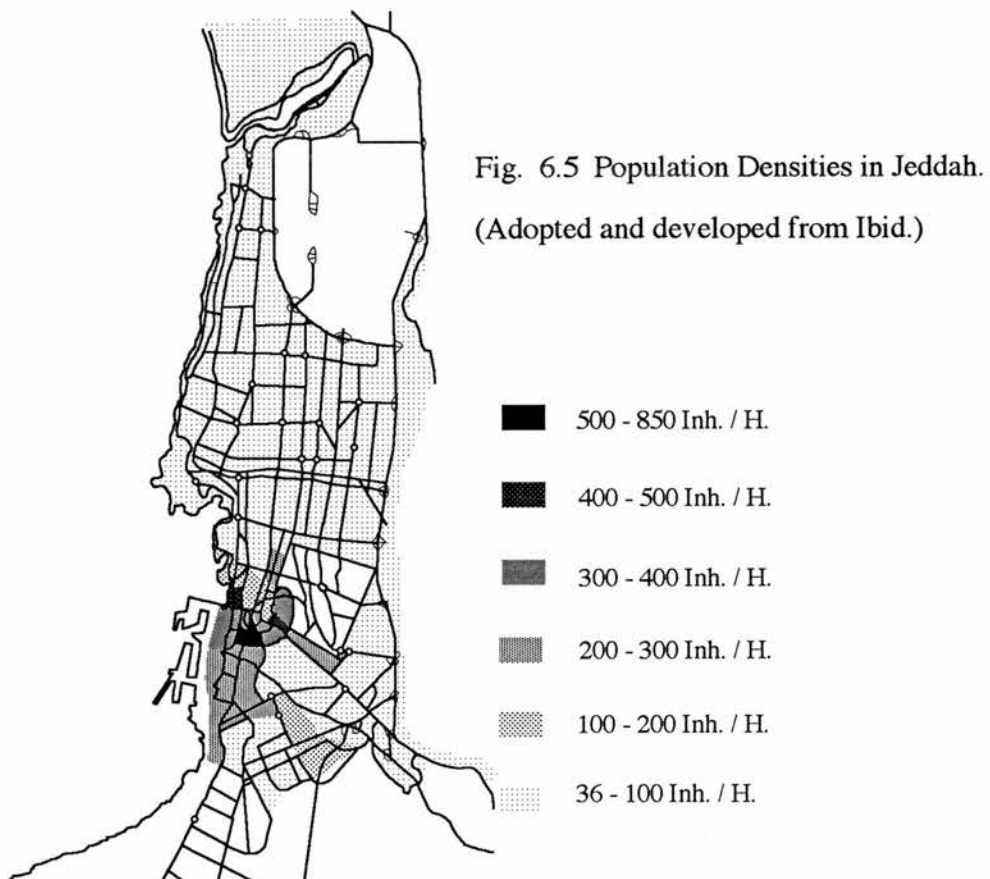 Fig. 6.5 Population Densities in Jeddah.
(Adopted and developed from Ibid.)
500 - 850 Inh. / H.
400 - 500 Inh. / H.
300 - 400 Inh. / H.
200 - 300 Inh. / H.
100 - 200 Inh. / H.
36 - 100 Inh. / H.